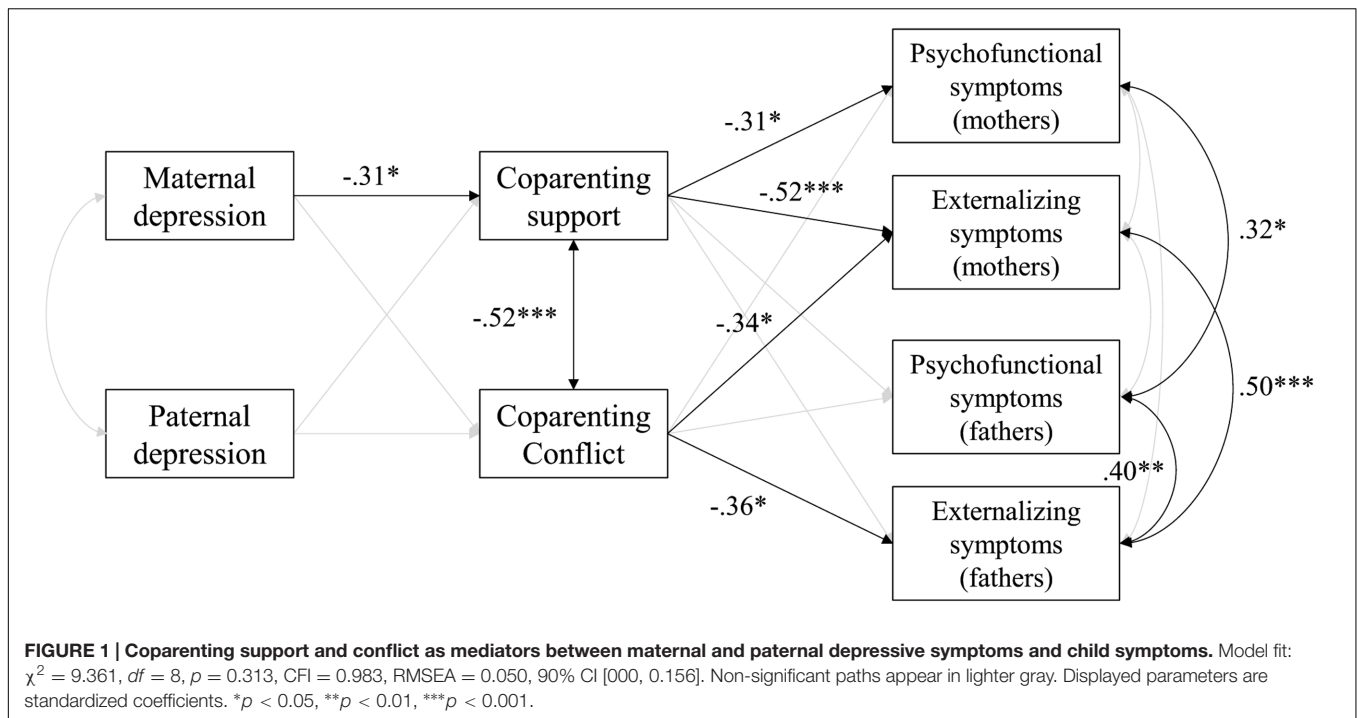 Psychofunctional
symptoms
(mothers)
-.31*
Maternal
depression
-.31*
Coparenting
support
-.52***
Externalizing
symptoms
(mothers)
.32*
-.52***
-.34*
Psychofunctional
symptoms
(fathers)
.50***
Paternal
depression
Coparenting
Conflict
.40**
-.36*
Externalizing
symptoms
(fathers)
FIGURE 1 | Coparenting support and conflict as mediators between maternal and paternal depressive symptoms and child symptoms. Model fit:
χ² = 9.361, df = 8, p = 0.313, CFI = 0.983, RMSEA = 0.050, 90% CI [000, 0.156]. Non-significant paths appear in lighter gray. Displayed parameters are
standardized coefficients. *p < 0.05, **p < 0.01, ***p < 0.001.